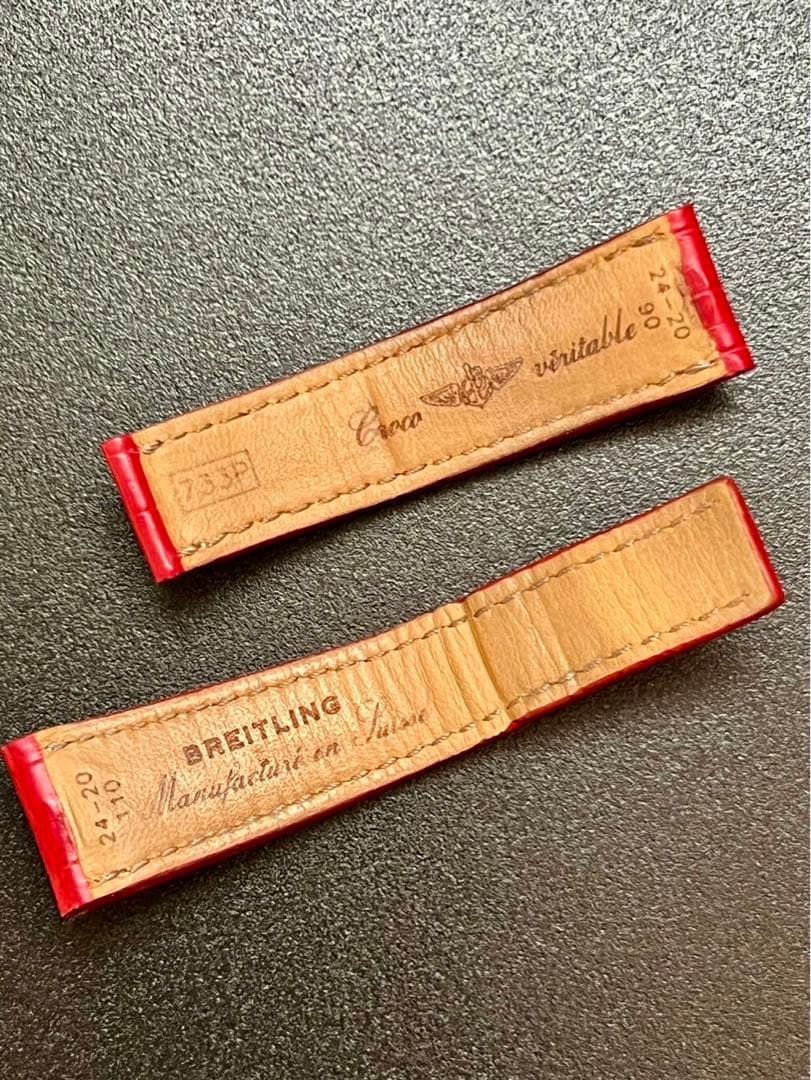 24-20
90
Croco véritable
733P
BREITLING
Manufacturé en Suisse
24-20
110